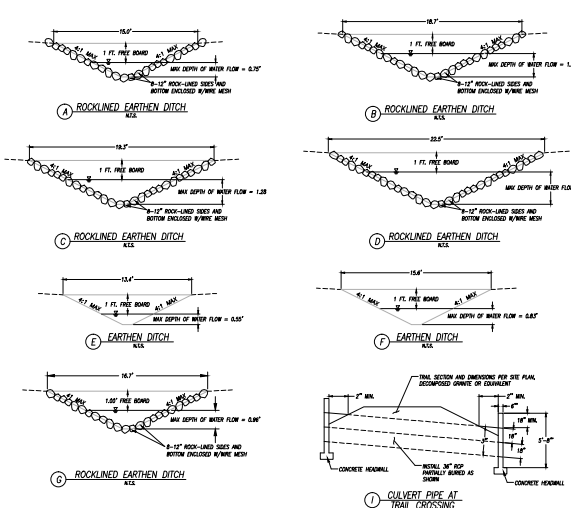 15.0'
4:1 MAX
1 FT. FREE BOARD
4:1 MAX
MAX DEPTH OF WATER FLOW = 0.75'
8-12" ROCK-LINED SIDES AND
BOTTOM ENCLOSED W/WIRE MESH
A ROCKLINED EARTHEN DITCH
N.T.S.
18.7'
4:1 MAX
1 FT. FREE BOARD
4:1 MAX
MAX DEPTH OF WATER FLOW = 1.
8-12" ROCK-LINED SIDES AND
BOTTOM ENCLOSED W/WIRE MESH
B ROCKLINED EARTHEN DITCH
N.T.S.
19.3'
4:1 MAX
1 FT. FREE BOARD
4:1 MAX
MAX DEPTH OF WATER FLOW = 1.28
8-12" ROCK-LINED SIDES AND
BOTTOM ENCLOSED W/WIRE MESH
C ROCKLINED EARTHEN DITCH
N.T.S.
4:1 MAX
1 FT. FREE BOARD
4:1 MAX
MAX DEPTH OF WATER FLO
8-12" ROCK-LINED SIDES AND
BOTTOM ENCLOSED W/WIRE MESH
D ROCKLINED EARTHEN DITCH
N.T.S.
13.4'
4:1 MAX
1 FT. FREE BOARD
4:1 MAX
MAX DEPTH OF WATER FLOW = 0.55'
E EARTHEN DITCH
N.T.S.
15.6'
4:1 MAX
1 FT. FREE BOARD
4:1 MAX
MAX DEPTH OF WATER FLOW = 0.83'
F EARTHEN DITCH
N.T.S.
16.7'
4:1 MAX
1.00' FREE BOARD
4:1 MAX
MAX DEPTH OF WATER FLOW = 0.96'
8-12" ROCK-LINED SIDES AND
BOTTOM ENCLOSED W/WIRE MESH
G ROCKLINED EARTHEN DITCH
N.T.S.
TRAIL SECTION AND DIMENSIONS PER SITE PLAN,
DECOMPOSED GRANITE OR EQUIVALENT
2" MIN.
2" MIN.
6"
18" MIN.
18"
3"
5'-8"
18"
INSTALL 36" RCP
PARTIALLY BURIED AS
SHOWN
CONCRETE HEADWALL
CONCRETE HEADWALL
I CULVERT PIPE AT
TRAIL CROSSING